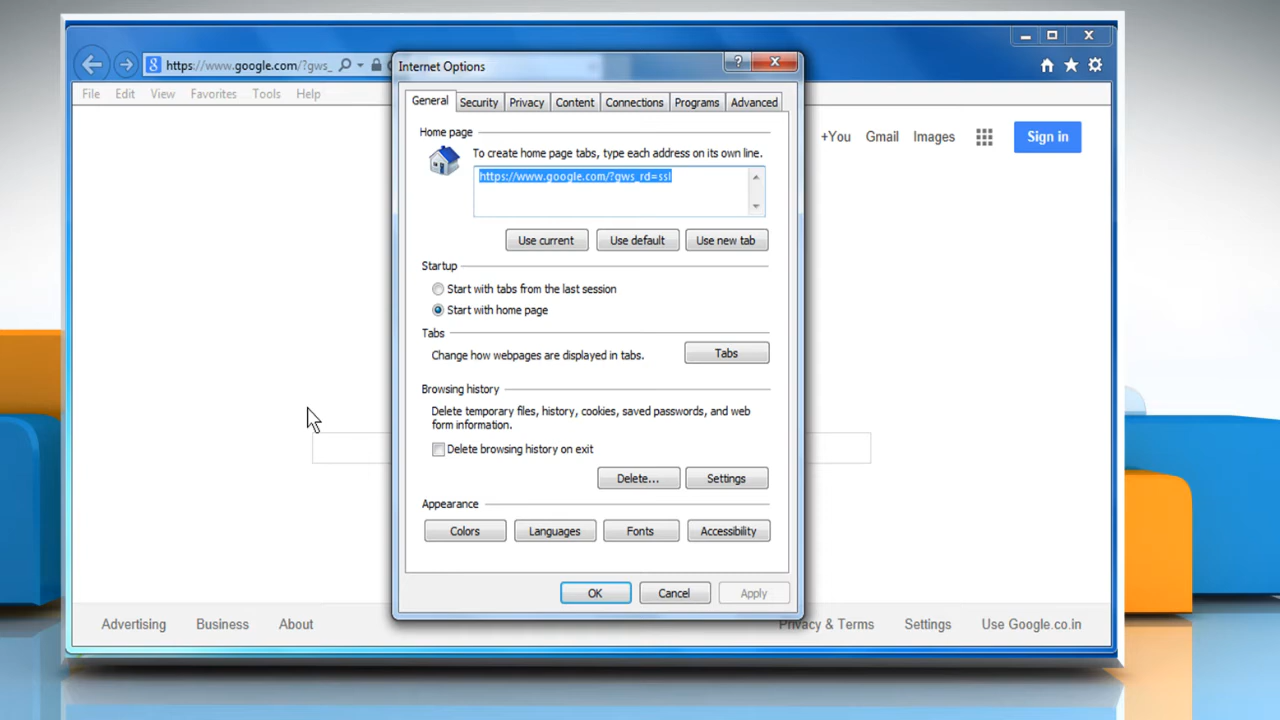 https://www.google.com/?gws_
File Edit View Favorites Tools Help
Internet Options
General Security Privacy Content Connections Programs Advanced
Home page
To create home page tabs, type each address on its own line.
https://www.google.com/?gws_rd=ssl
Use current Use default Use new tab
Startup
Start with tabs from the last session
Start with home page
Tabs
Change how webpages are displayed in tabs.
Tabs
Browsing history
Delete temporary files, history, cookies, saved passwords, and web
form information.
Delete browsing history on exit
Delete... Settings
Appearance
Colors Languages Fonts Accessibility
OK Cancel Apply
+You Gmail Images Sign in
Advertising Business About
Privacy & Terms Settings Use Google.co.in